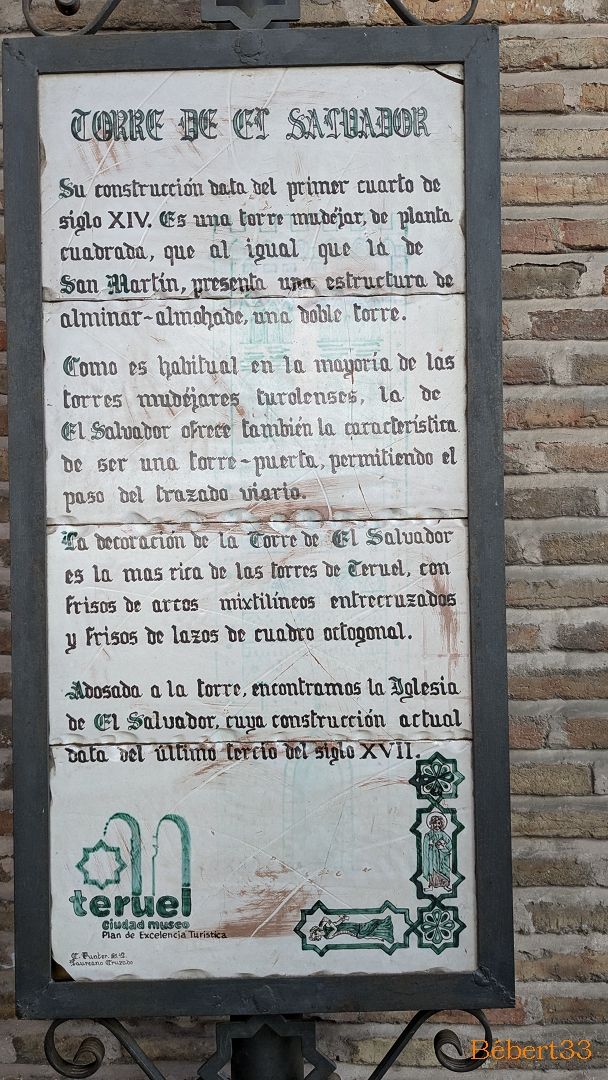 TORRE DE EL SALVADOR
Su construcción data del primer cuarto de
siglo XIV. Es una torre mudéjar, de planta
cuadrada, que al igual que la de
San Martín, presenta una estructura de
alminar-almohade, una doble torre.
Como es habitual en la mayoría de las
torres mudéjares turolenses, la de
El Salvador ofrece también la característica
de ser una torre-puerta, permitiendo el
paso del trazado viario.
La decoración de la Torre de El Salvador
es la mas rica de las torres de Teruel, con
frisos de arcos mixtilíneos entrecruzados
y frisos de lazos de cuadro octogonal.
Adosada a la torre, encontramos la Iglesia
de El Salvador, cuya construcción actual
data del último tercio del siglo XVII.
teruel
ciudad museo
Plan de Excelencia Turística
Laureano Cruzado
Bébert33